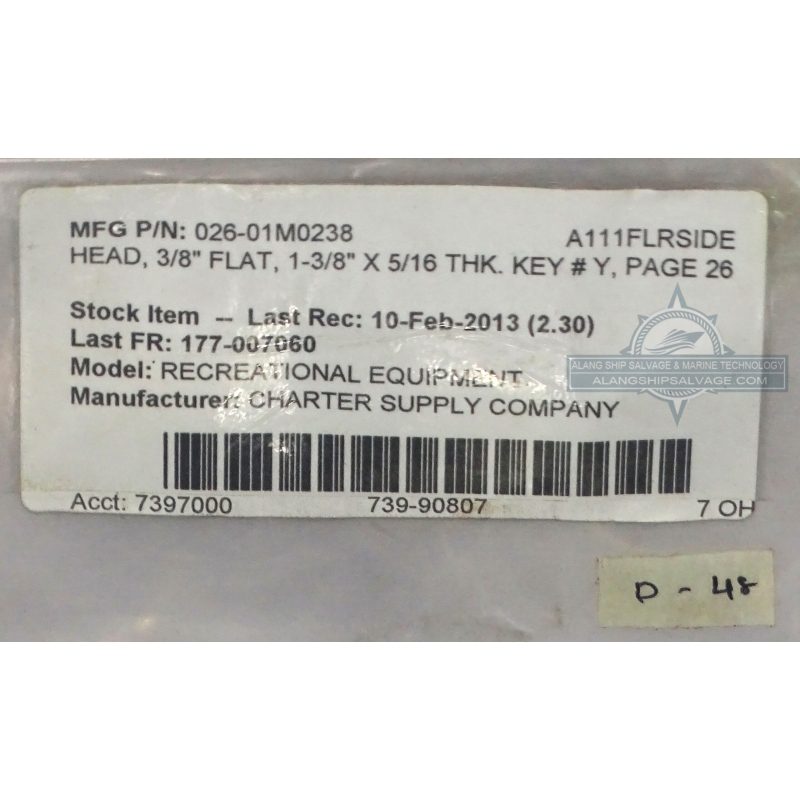 MFG P/N: 026-01M0238 A111FLRSIDE
HEAD, 3/8" FLAT, 1-3/8" X 5/16 THK. KEY # Y, PAGE 26
Stock Item -- Last Rec: 10-Feb-2013 (2.30)
Last FR: 177-007060
Model: RECREATIONAL EQUIPMENT
Manufacturer: CHARTER SUPPLY COMPANY
ALANG SHIP SALVAGE & MARINE TECHNOLOGY
ALANGSHIPSALVAGE.COM
Acct: 7397000 739-90807 7 OH
D - 48